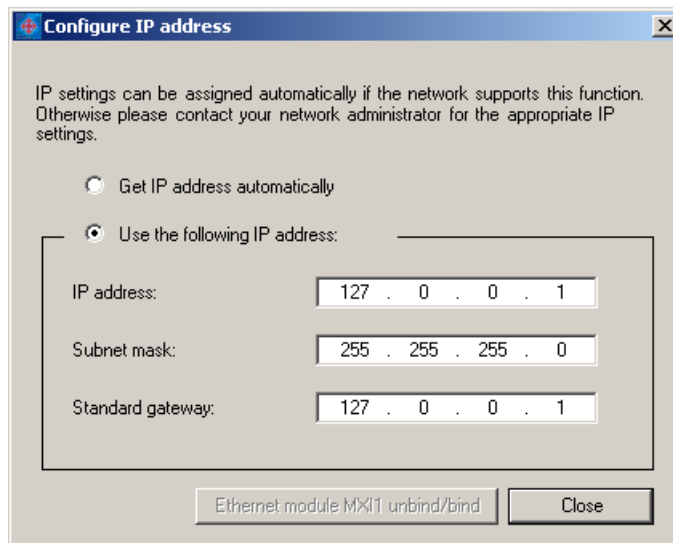 Configure IP address
IP settings can be assigned automatically if the network supports this function.
Otherwise please contact your network administrator for the appropriate IP
settings.
Get IP address automatically
Use the following IP address:
IP address: 127 . 0 . 0 . 1
Subnet mask: 255 . 255 . 255 . 0
Standard gateway: 127 . 0 . 0 . 1
Ethernet module MXI1 unbind/bind Close